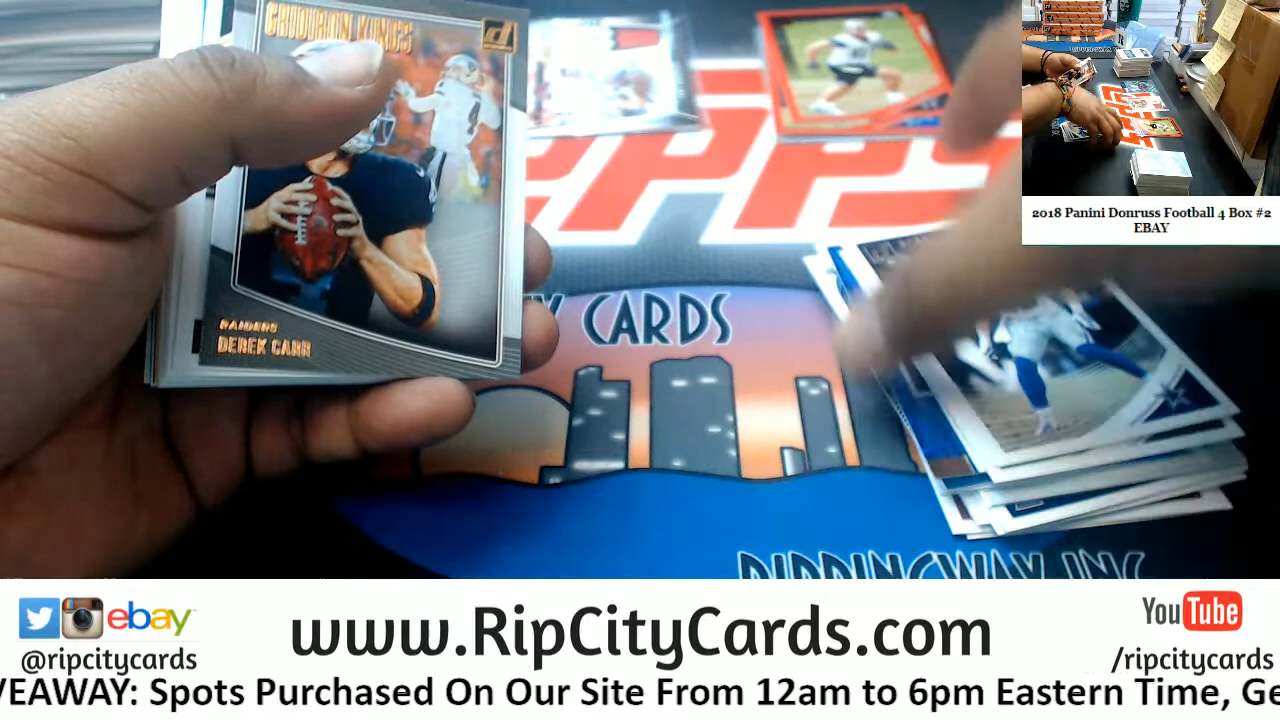 GRIDIRON KINGS
RAIDERS
DEREK CARR
CARDS
RIPPINGWAX INC
2018 Panini Donruss Football 4 Box #2
EBAY
ebay
@ripcitycards
www.RipCityCards.com
YouTube
/ripcitycards
VEAWAY: Spots Purchased On Our Site From 12am to 6pm Eastern Time, Ge